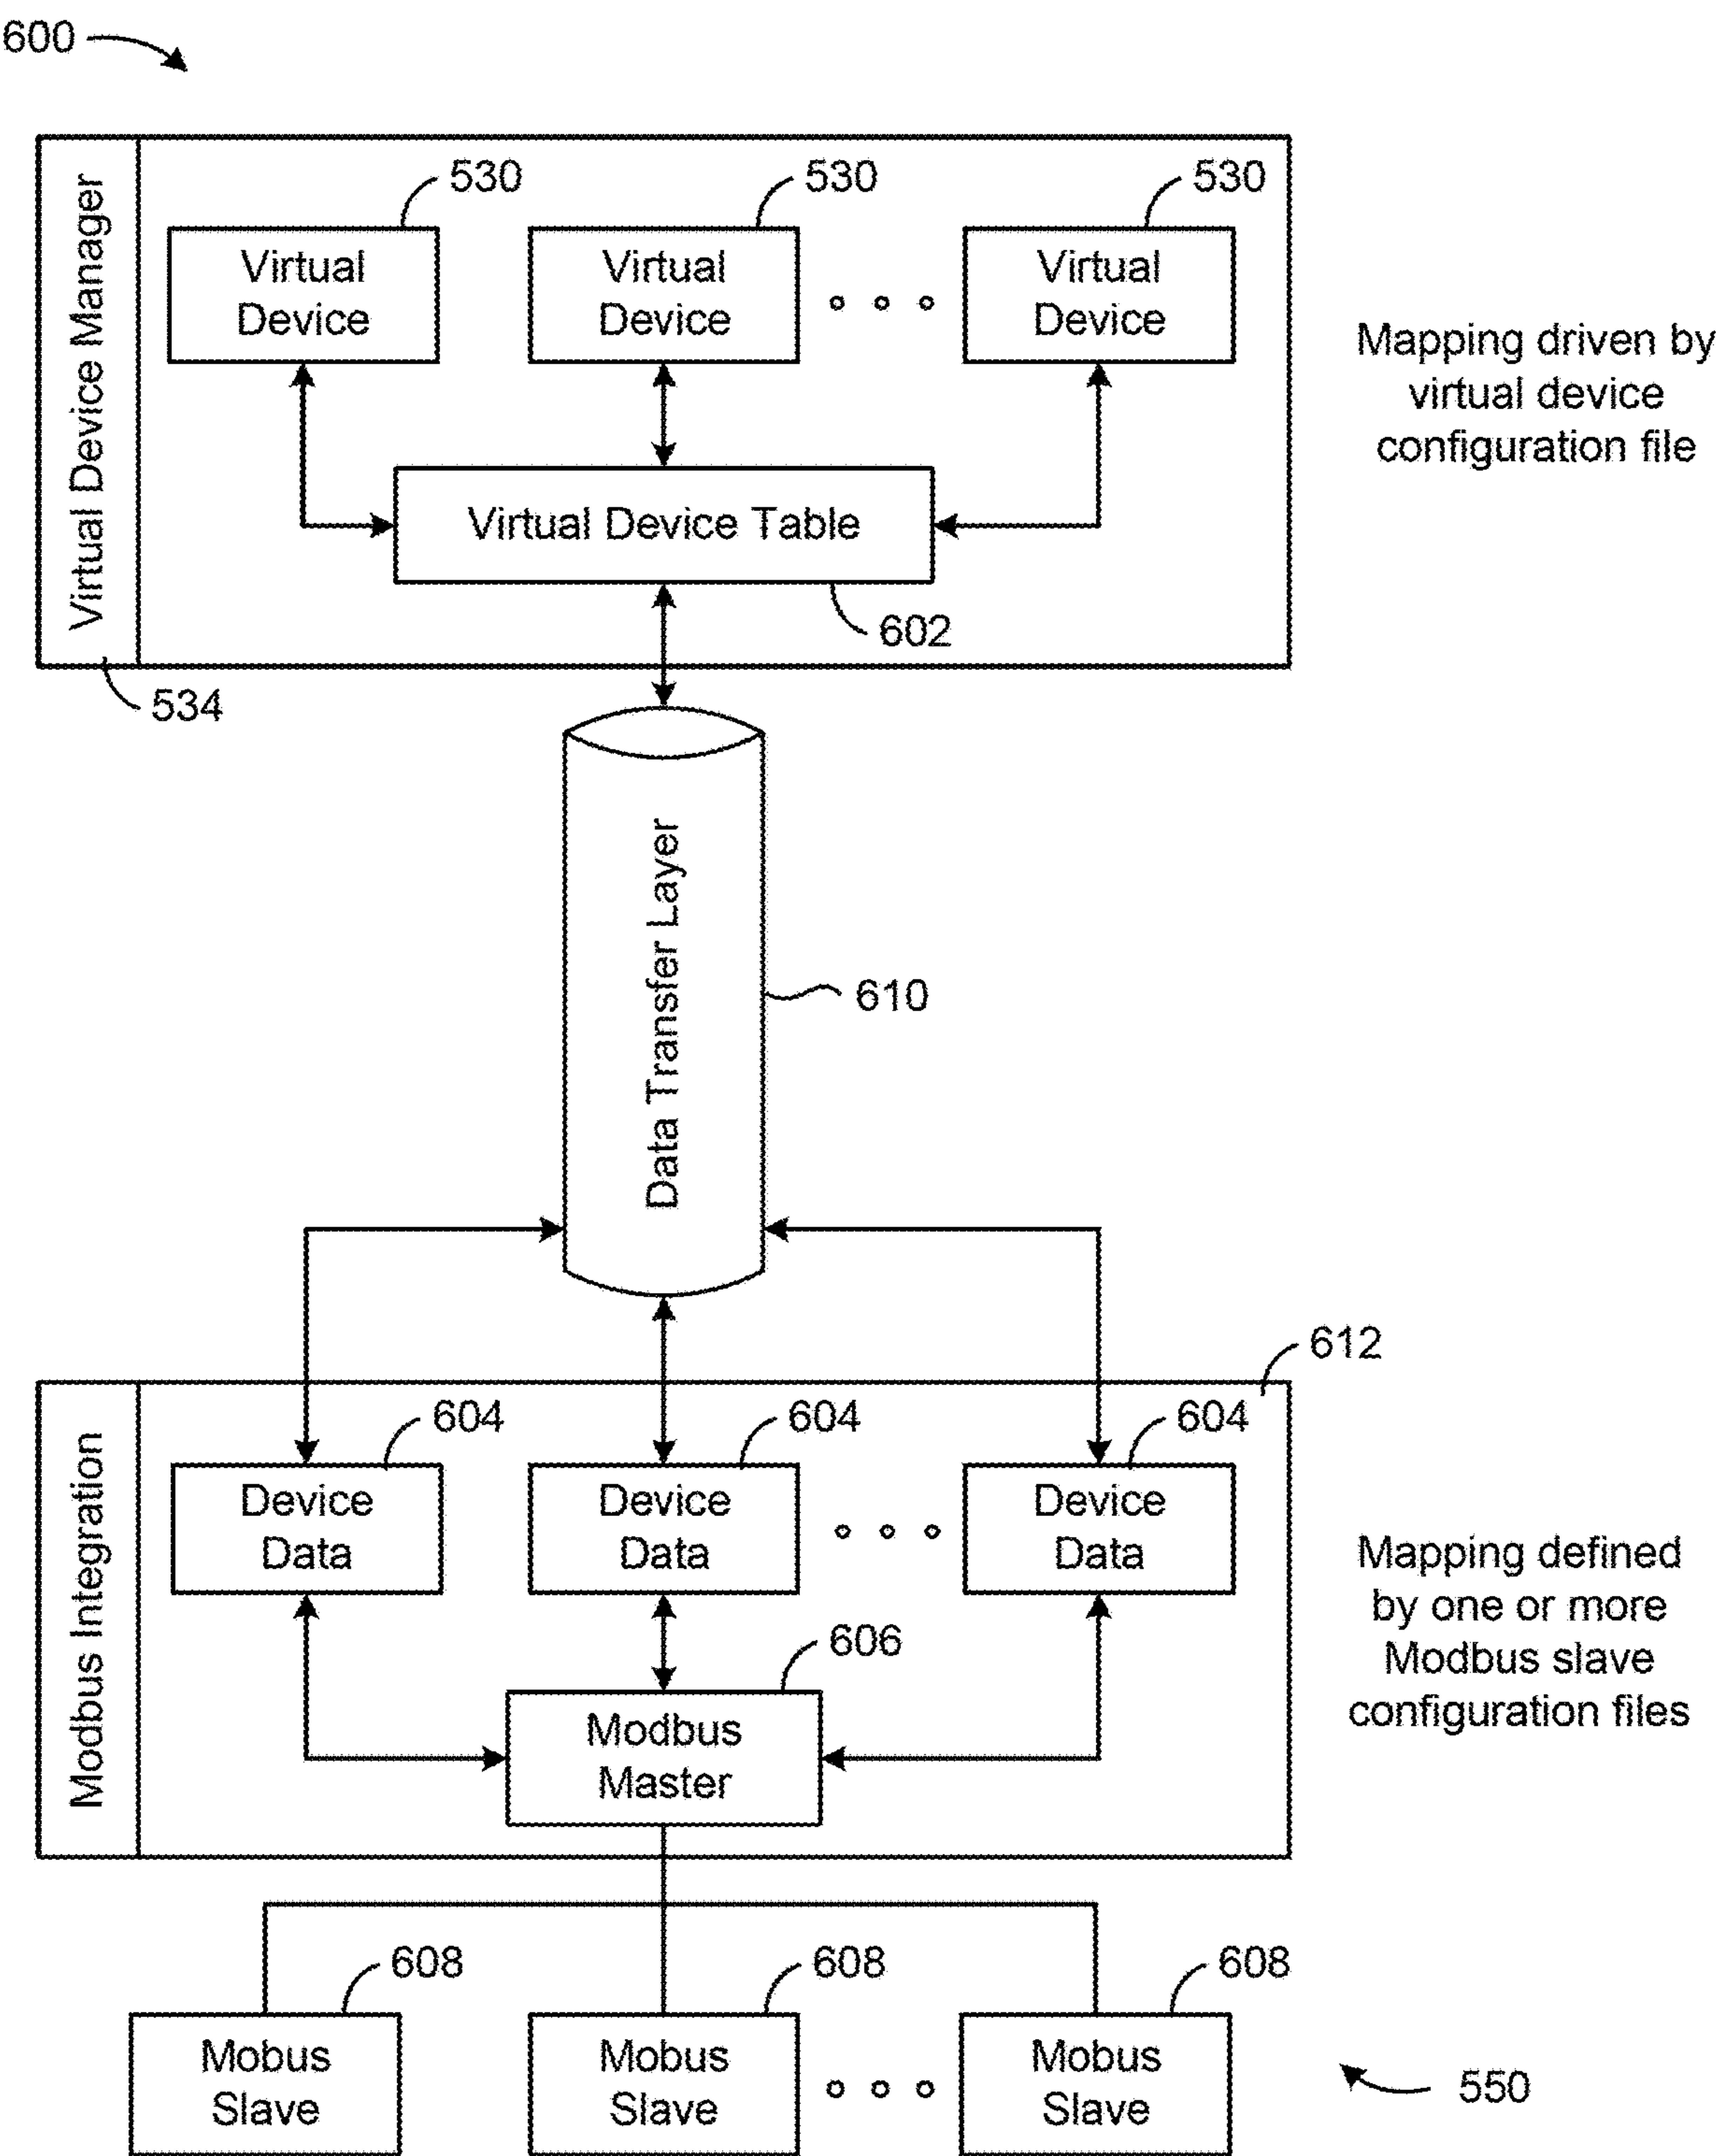 600
530
530
530
Virtual Device Manager
Virtual
Device
Virtual
Device
Virtual
Device
Mapping driven by
virtual device
configuration file
Virtual Device Table
602
534
Data Transfer Layer
610
612
Modbus Integration
604
604
604
Device
Data
Device
Data
Device
Data
Mapping defined
by one or more
Modbus slave
configuration files
606
Modbus
Master
608
608
608
Mobus
Slave
Mobus
Slave
Mobus
Slave
550